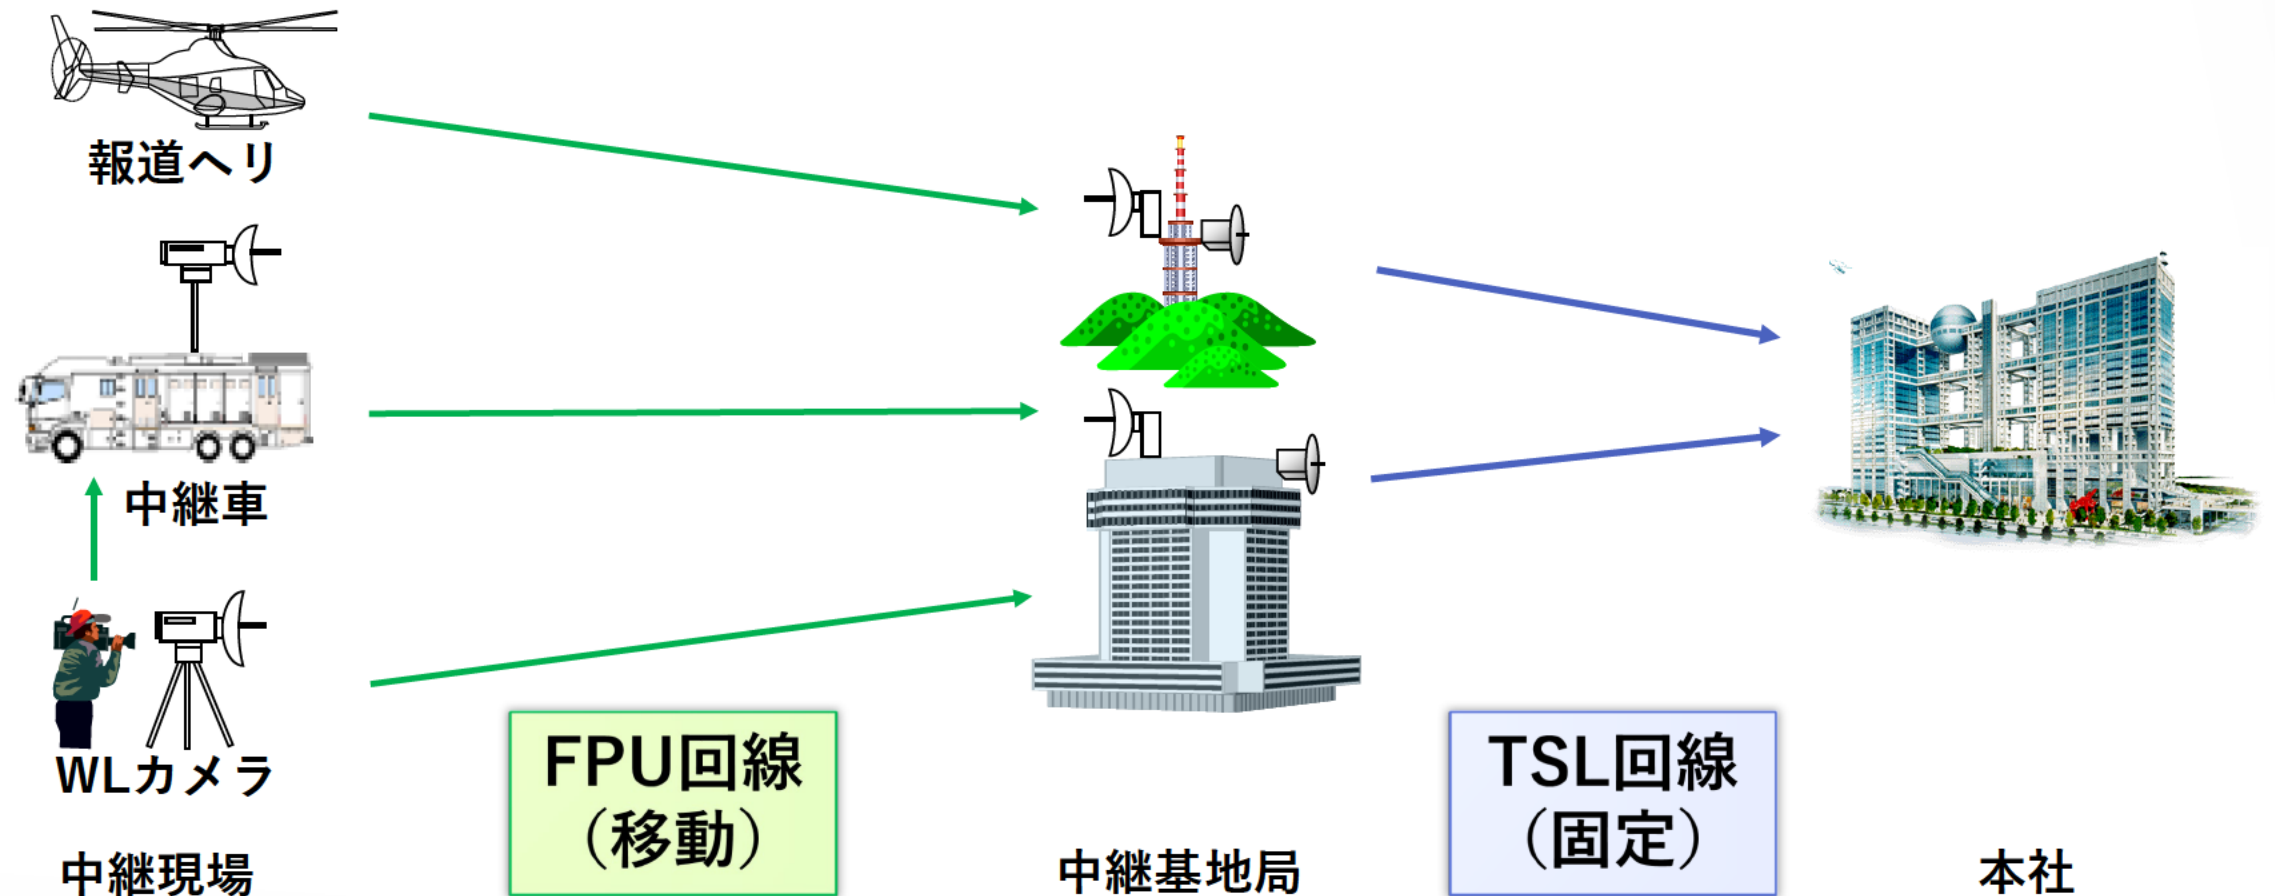 報道ヘリ
中継車
WLカメラ
FPU回線
（移動）
TSL回線
（固定）
中継現場
中継基地局
本社